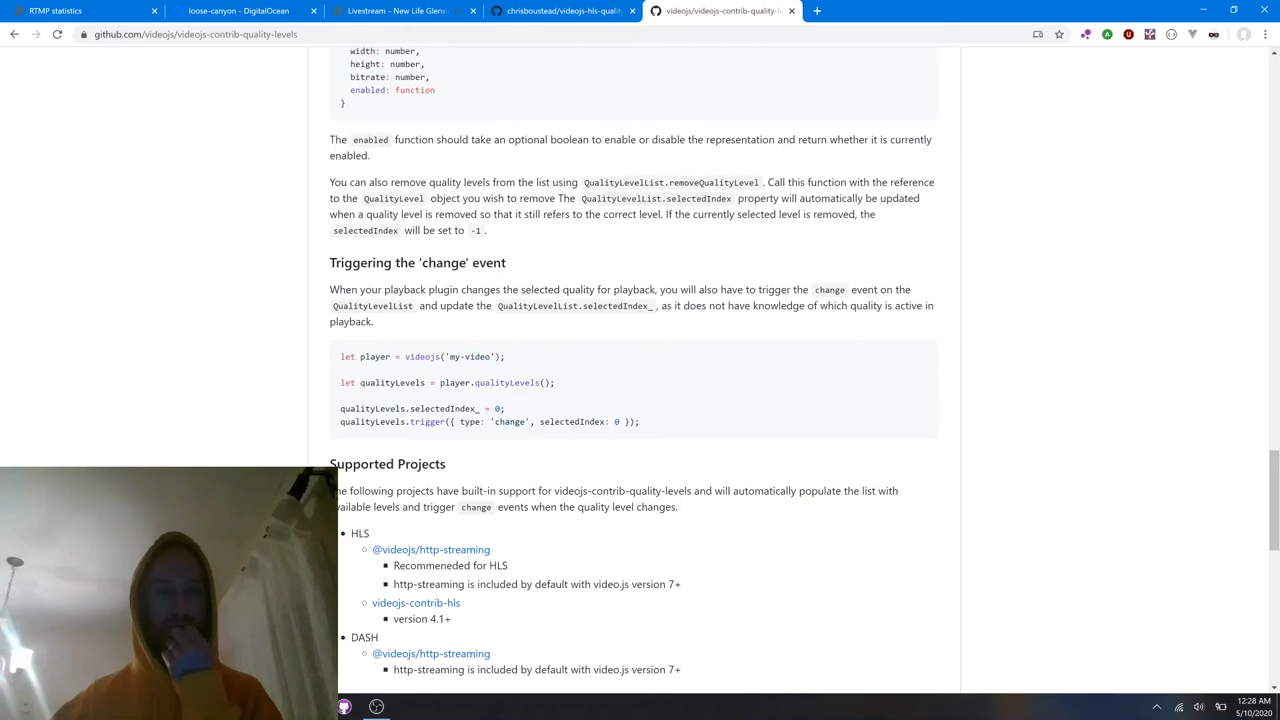 RTMP statistics
loose-canyon - DigitalOcean
Livestream - New Life Glensi
chrisboustead/videojs-hls-quality
videojs/videojs-contrib-quality-l
github.com/videojs/videojs-contrib-quality-levels
width: number,
height: number,
bitrate: number,
enabled: function
}
The enabled function should take an optional boolean to enable or disable the representation and return whether it is currently
enabled.
You can also remove quality levels from the list using QualityLevelList.removeQualityLevel . Call this function with the reference
to the QualityLevel object you wish to remove The QualityLevelList.selectedIndex property will automatically be updated
when a quality level is removed so that it still refers to the correct level. If the currently selected level is removed, the
selectedIndex will be set to -1 .
Triggering the 'change' event
When your playback plugin changes the selected quality for playback, you will also have to trigger the change event on the
QualityLevelList and update the QualityLevelList.selectedIndex_ , as it does not have knowledge of which quality is active in
playback.
let player = videojs('my-video');
let qualityLevels = player.qualityLevels();
qualityLevels.selectedIndex_ = 0;
qualityLevels.trigger({ type: 'change', selectedIndex: 0 });
Supported Projects
he following projects have built-in support for videojs-contrib-quality-levels and will automatically populate the list with
vailable levels and trigger change events when the quality level changes.
HLS
@videojs/http-streaming
Recommeneded for HLS
http-streaming is included by default with video.js version 7+
videojs-contrib-hls
version 4.1+
DASH
@videojs/http-streaming
http-streaming is included by default with video.js version 7+
12:28 AM
5/10/2020